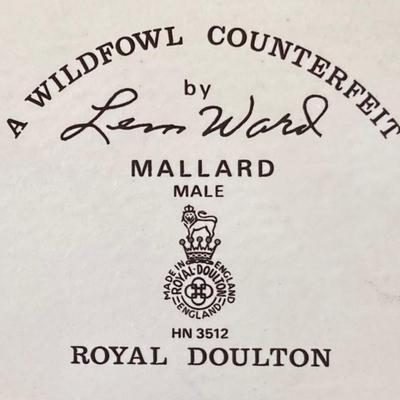 A WILDFOWL COUNTERFEIT
by
Lem Ward
MALLARD
MALE
MADE IN ENGLAND
ROYAL·DOULTON
ENGLAND
HN 3512
ROYAL DOULTON